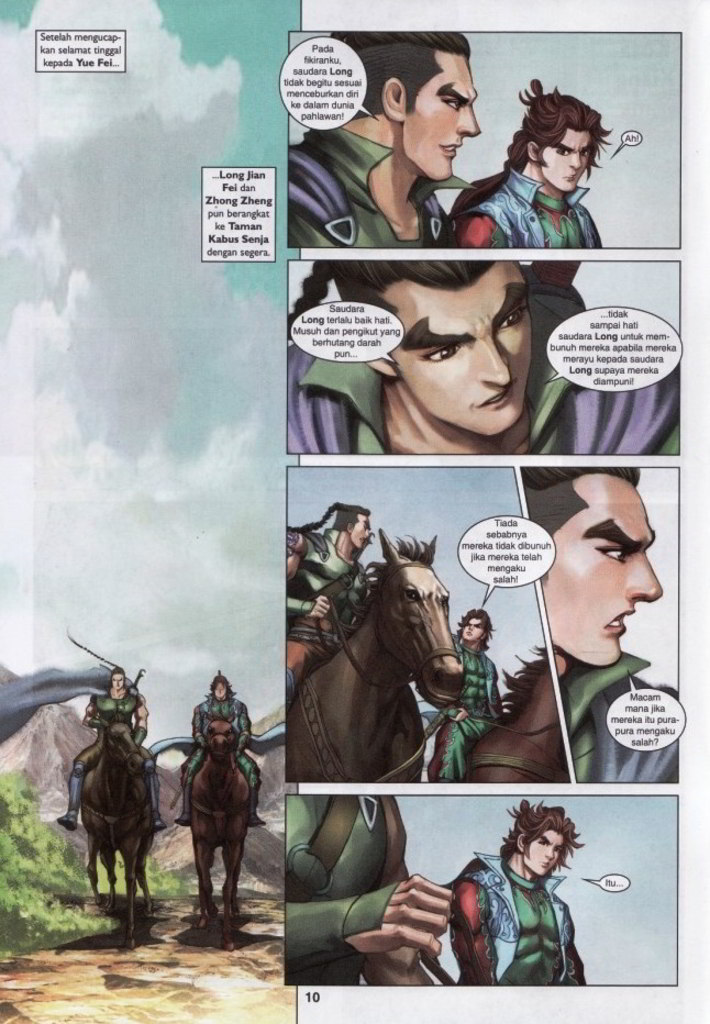 Setelah mengucap-
kan selamat tinggal
kepada Yue Fei...
...Long Jian
Fei dan
Zhong Zheng
pun berangkat
ke Taman
Kabus Senja
dengan segera.
Pada
fikiranku,
saudara Long
tidak begitu sesuai
menceburkan diri
ke dalam dunia
pahlawan!
Ah!
Saudara
Long terlalu baik hati.
Musuh dan pengikut yang
berhutang darah
pun...
...tidak
sampai hati
saudara Long untuk mem-
bunuh mereka apabila mereka
merayu kepada saudara
Long supaya mereka
diampuni!
Tiada
sebabnya
mereka tidak dibunuh
jika mereka telah
mengaku
salah!
Macam
mana jika
mereka itu pura-
pura mengaku
salah?
Itu...
10